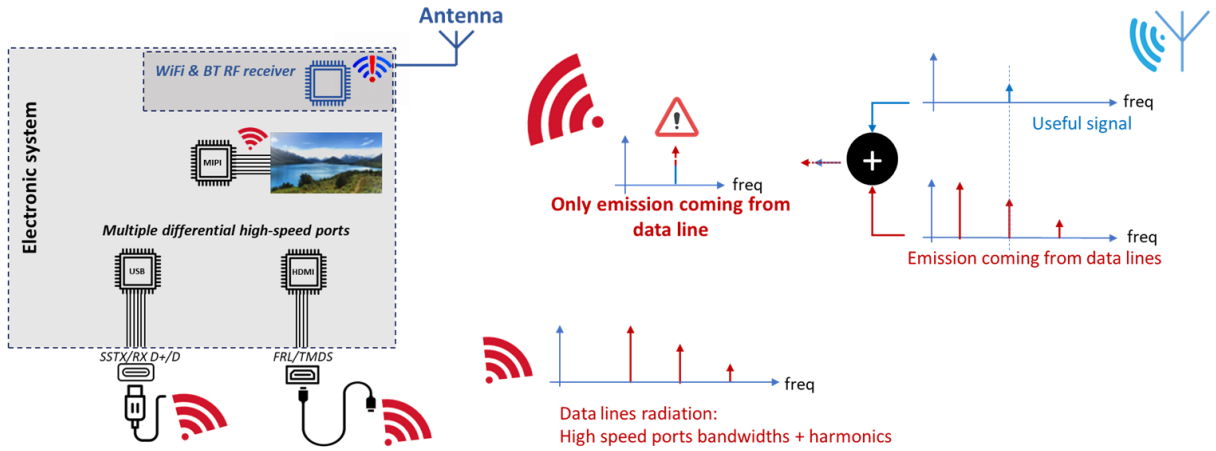 Antenna
WiFi & BT RF receiver
Electronic system
MIPI
Multiple differential high-speed ports
USB
HDMI
SSTX/RX D+/D
FRL/TMDS
freq
Only emission coming from
data line
freq
Useful signal
+
freq
Emission coming from data lines
freq
Data lines radiation:
High speed ports bandwidths + harmonics